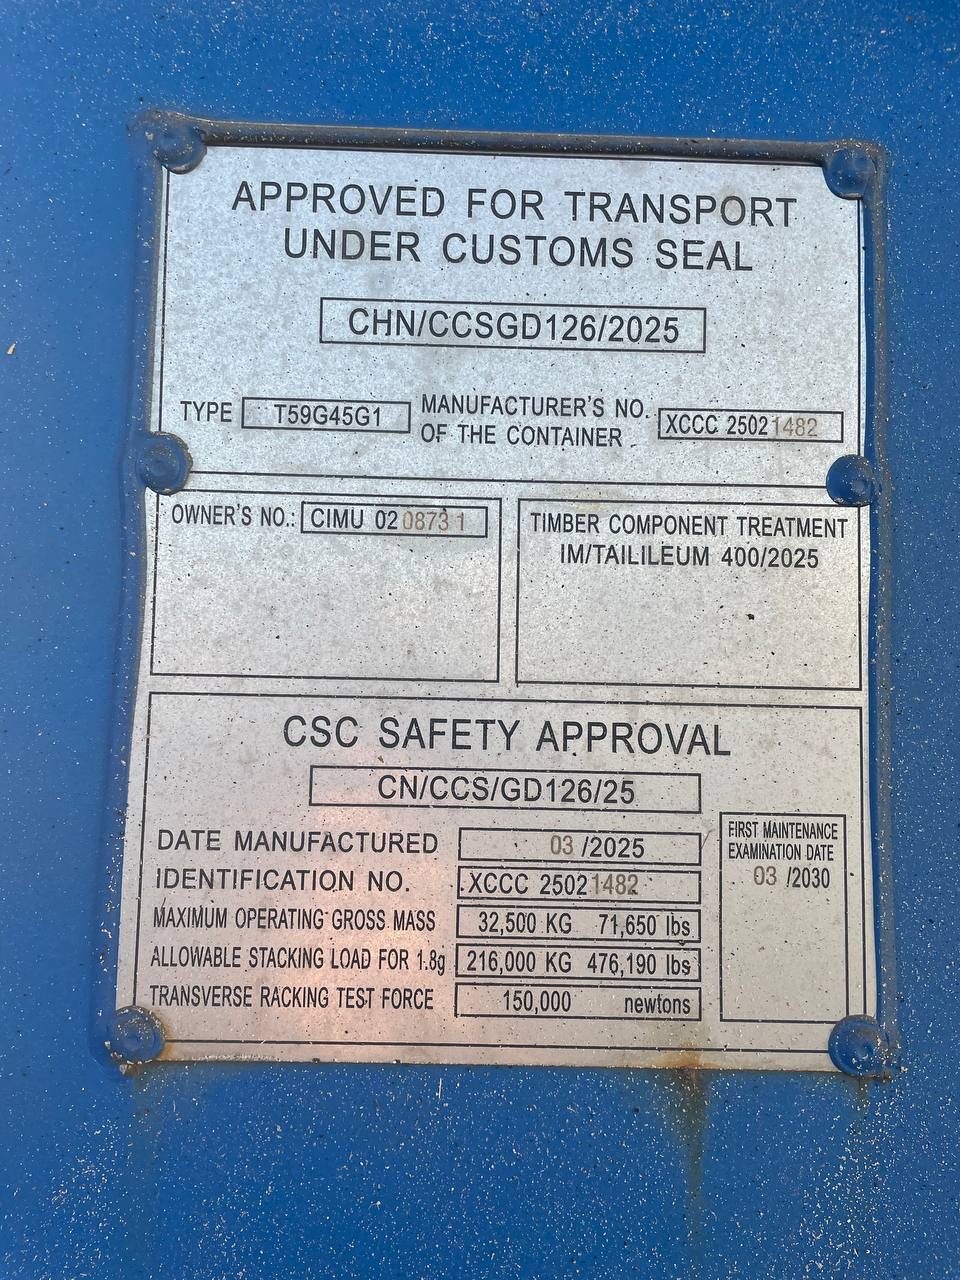 APPROVED FOR TRANSPORT
UNDER CUSTOMS SEAL
CHN/CCSGD126/2025
TYPE T59G45G1
MANUFACTURER'S NO.
OF THE CONTAINER
XCCC 25021482
OWNER'S NO.: CIMU 0208731
TIMBER COMPONENT TREATMENT
IM/TAILILEUM 400/2025
CSC SAFETY APPROVAL
CN/CCS/GD126/25
DATE MANUFACTURED 03 /2025
IDENTIFICATION NO. XCCC 25021482
MAXIMUM OPERATING GROSS MASS 32,500 KG 71,650 lbs
ALLOWABLE STACKING LOAD FOR 1.8g 216,000 KG 476,190 lbs
TRANSVERSE RACKING TEST FORCE 150,000 newtons
FIRST MAINTENANCE
EXAMINATION DATE
03 /2030